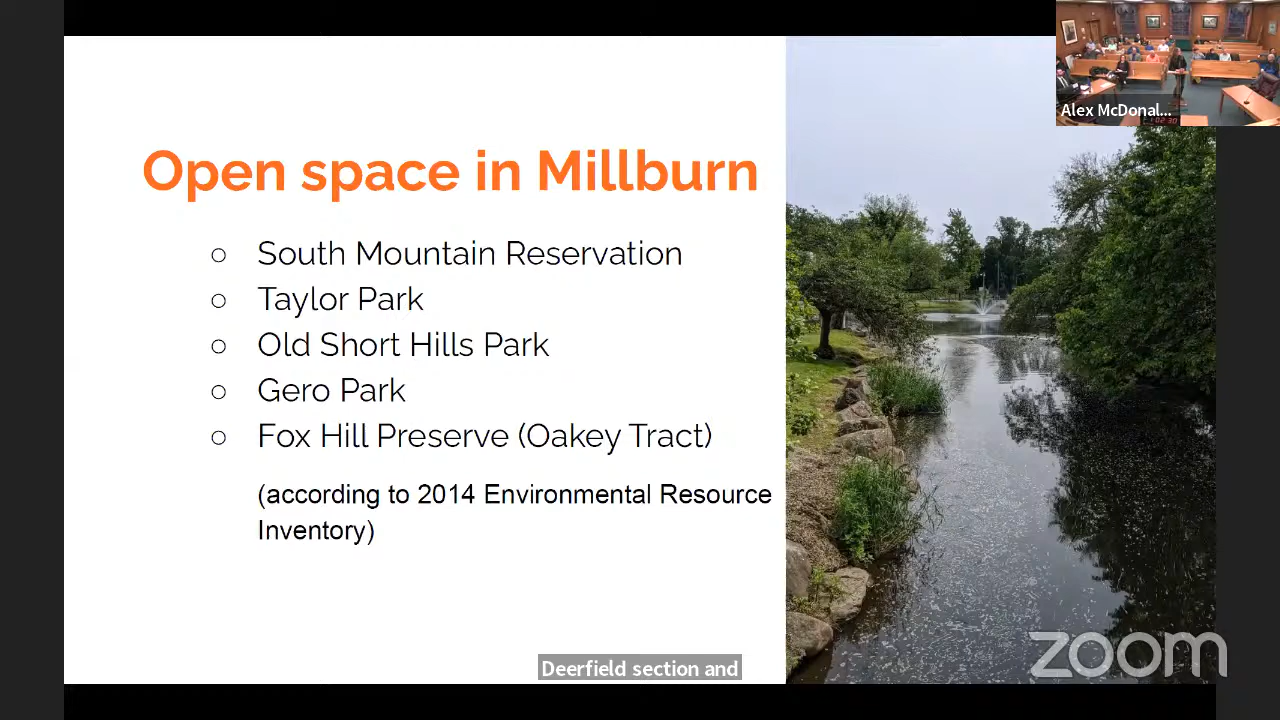 Alex McDonal...
Open space in Millburn
South Mountain Reservation
Taylor Park
Old Short Hills Park
Gero Park
Fox Hill Preserve (Oakey Tract)
(according to 2014 Environmental Resource
Inventory)
Deerfield section and
zoom